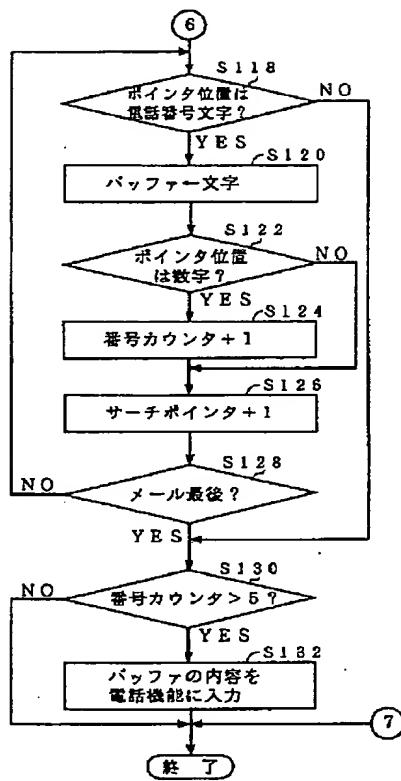 6
S118
ポインタ位置は
電話番号文字?
NO
YES
S120
バッファ←文字
S122
ポインタ位置
は数字?
NO
YES
S124
番号カウンタ+1
S126
サーチポインタ+1
S128
メール最後?
NO
YES
S130
番号カウンタ>5?
NO
YES
S132
バッファの内容を
電話機能に入力
7
終了